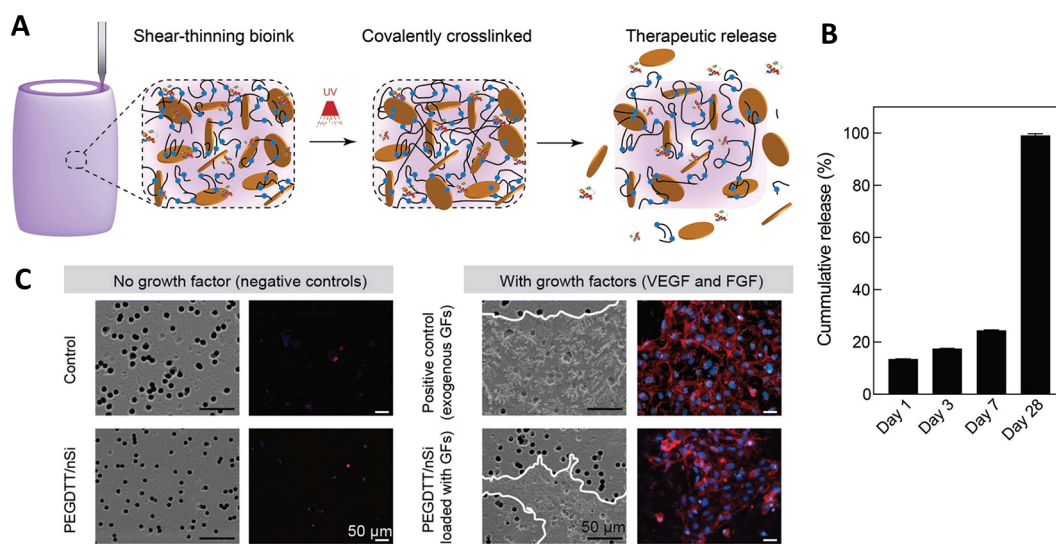 A
Shear-thinning bioink
Covalently crosslinked
Therapeutic release
UV
B
Cummulative release (%)
100
80
60
40
20
0
Day 1
Day 3
Day 7
Day 28
C
No growth factor (negative controls)
With growth factors (VEGF and FGF)
Control
Positive control
(exogenous GFs)
PEGDTT/nSi
50 µm
PEGDTT/nSi
loaded with GFs)
50 µm